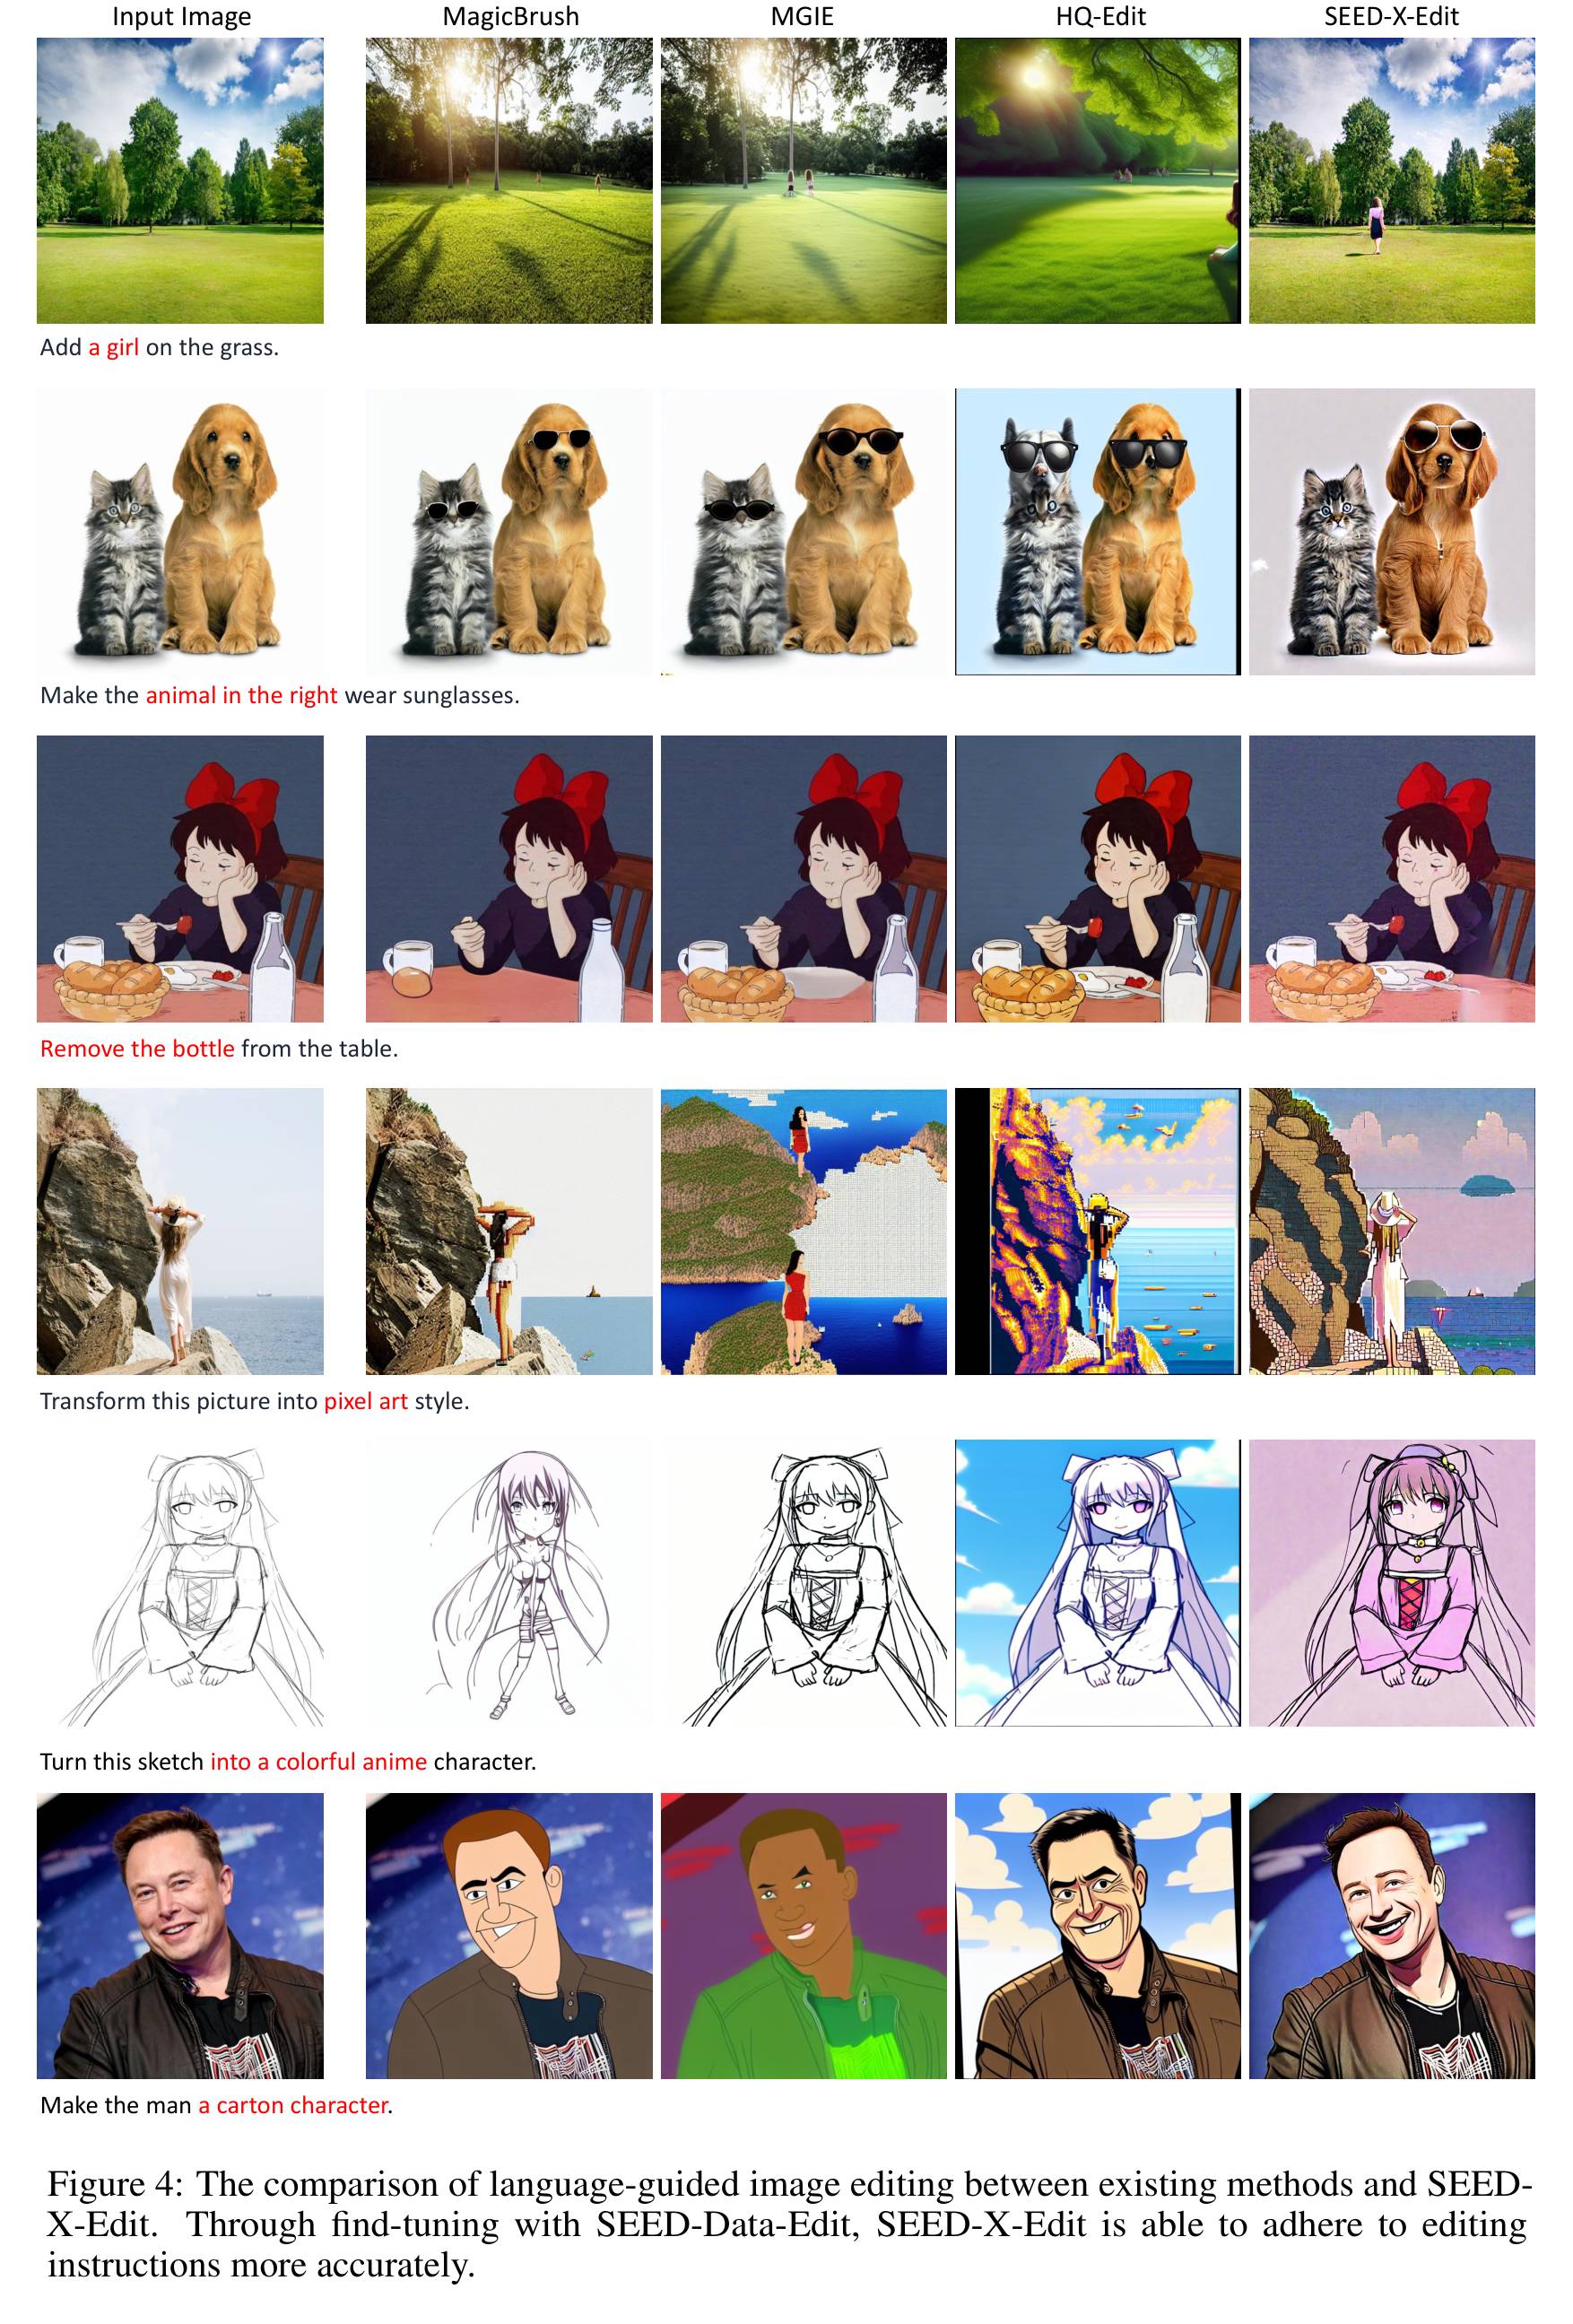 Input Image MagicBrush MGIE HQ-Edit SEED-X-Edit
Add a girl on the grass.
Make the animal in the right wear sunglasses.
Remove the bottle from the table.
Transform this picture into pixel art style.
Turn this sketch into a colorful anime character.
Make the man a carton character.
Figure 4: The comparison of language-guided image editing between existing methods and SEED-
X-Edit. Through find-tuning with SEED-Data-Edit, SEED-X-Edit is able to adhere to editing
instructions more accurately.